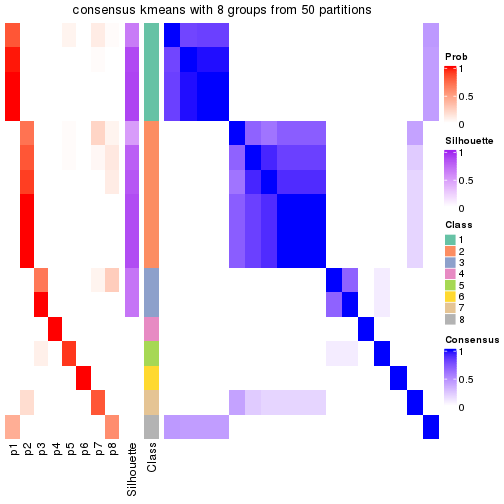 consensus kmeans with 8 groups from 50 partitions
Prob
1
0.5
0
Silhouette
1
0.5
0
Class
1
2
3
4
5
6
7
8
Consensus
1
0.5
0
p1
p2
p3
p4
p5
p6
p7
p8
Silhouette
Class